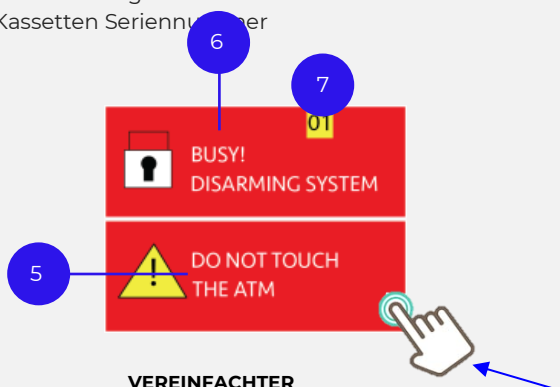 Kassetten Seriennummer
6
7
01
BUSY!
DISARMING SYSTEM
5
DO NOT TOUCH
THE ATM
VEREINFACHTER